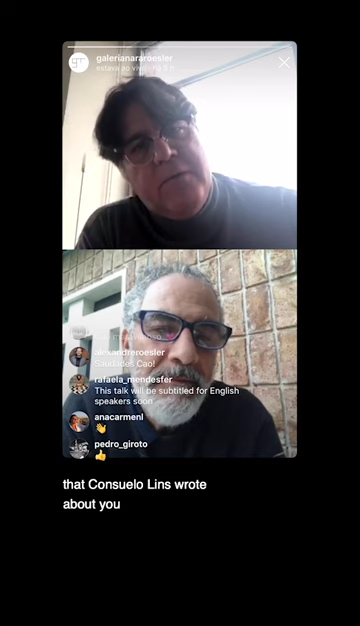 galerianararoesler
alexandreroesler
Saudades Cao!
rafaela_mendesfer
This talk will be subtitled for English
speakers soon
anacarmenl
pedro_giroto
that Consuelo Lins wrote
about you